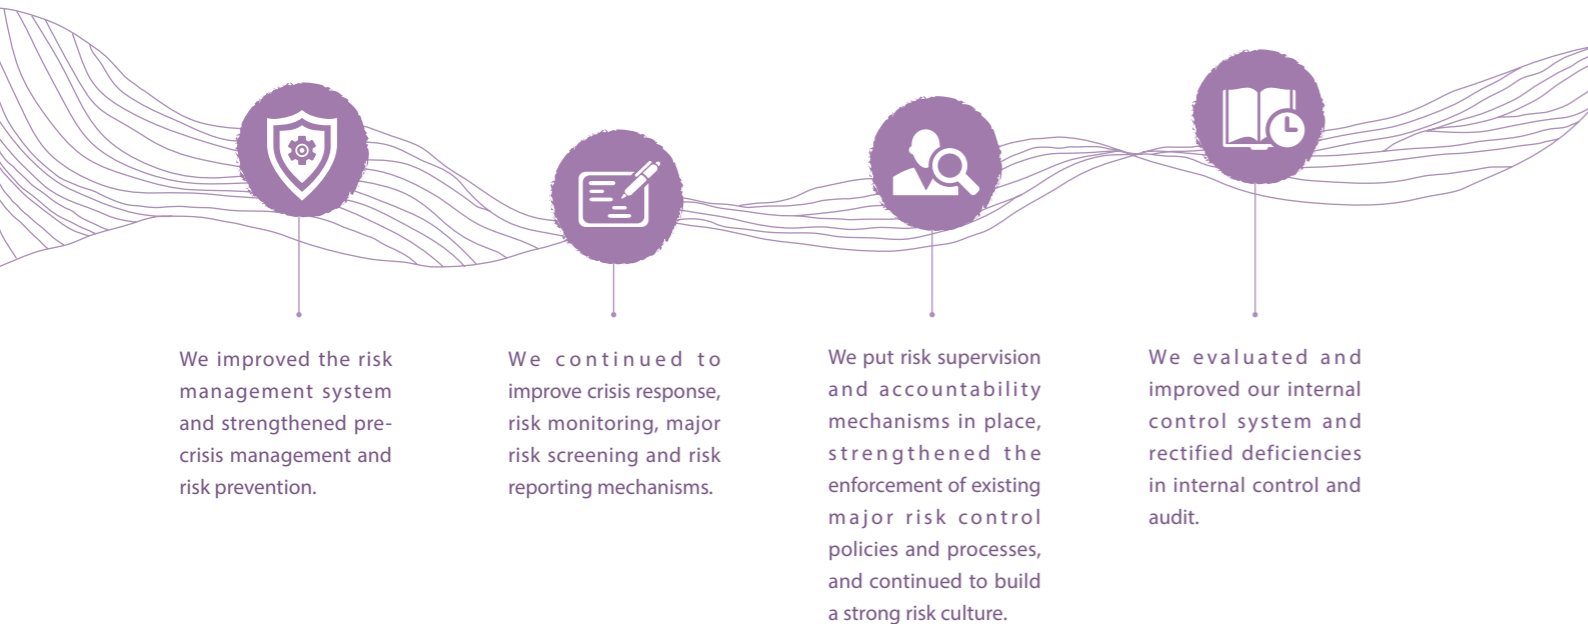 We improved the risk
management system
and strengthened pre-
crisis management and
risk prevention.
We continued to
improve crisis response,
risk monitoring, major
risk screening and risk
reporting mechanisms.
We put risk supervision
and accountability
mechanisms in place,
strengthened the
enforcement of existing
major risk control
policies and processes,
and continued to build
a strong risk culture.
We evaluated and
improved our internal
control system and
rectified deficiencies
in internal control and
audit.